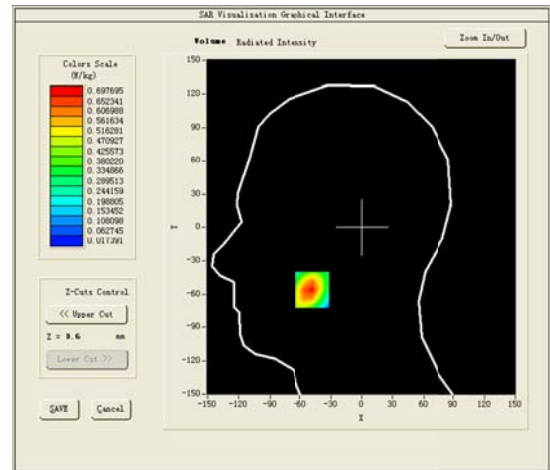 SAR Visualisation Graphical Interface
Volume Radiated Intensity
Zoom In/Out
Colors Scale
(W/kg)
0.697695
0.652341
0.606988
0.561634
0.516281
0.470927
0.425573
0.380220
0.334866
0.289513
0.244159
0.198805
0.153452
0.108098
0.062745
0.017391
150
120
90
60
30
0
-30
-60
-90
-120
-150
Y
-150 -120 -90 -60 -30 0 30 60 90 120 150
X
Z-Cuts Control
<< Upper Cut
Z = 3.6 mm
Lower Cut >>
SAVE Cancel